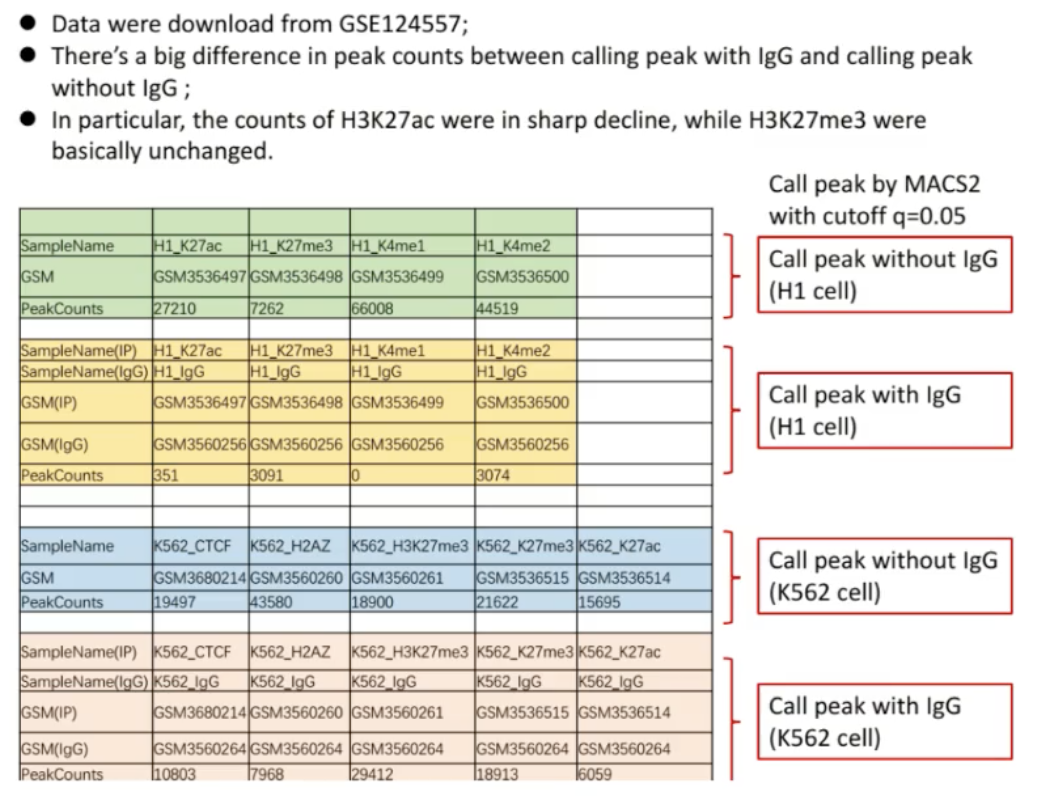 ● Data were download from GSE124557;
● There's a big difference in peak counts between calling peak with IgG and calling peak
without IgG ;
● In particular, the counts of H3K27ac were in sharp decline, while H3K27me3 were
basically unchanged.
Call peak by MACS2
with cutoff q=0.05
SampleName H1_K27ac H1_K27me3 H1_K4me1 H1_K4me2
GSM GSM3536497 GSM3536498 GSM3536499 GSM3536500
PeakCounts 27210 7262 66008 44519
Call peak without IgG
(H1 cell)
SampleName(IP) H1_K27ac H1_K27me3 H1_K4me1 H1_K4me2
SampleName(IgG) H1_IgG H1_IgG H1_IgG H1_IgG
GSM(IP) GSM3536497 GSM3536498 GSM3536499 GSM3536500
GSM(IgG) GSM3560256 GSM3560256 GSM3560256 GSM3560256
PeakCounts 351 3091 0 3074
Call peak with IgG
(H1 cell)
SampleName K562_CTCF K562_H2AZ K562_H3K27me3 K562_K27me3 K562_K27ac
GSM GSM3680214 GSM3560260 GSM3560261 GSM3536515 GSM3536514
PeakCounts 19497 43580 18900 21622 15695
Call peak without IgG
(K562 cell)
SampleName(IP) K562_CTCF K562_H2AZ K562_H3K27me3 K562_K27me3 K562_K27ac
SampleName(IgG) K562_IgG K562_IgG K562_IgG K562_IgG K562_IgG
GSM(IP) GSM3680214 GSM3560260 GSM3560261 GSM3536515 GSM3536514
GSM(IgG) GSM3560264 GSM3560264 GSM3560264 GSM3560264 GSM3560264
PeakCounts 10803 7968 29412 18913 6059
Call peak with IgG
(K562 cell)